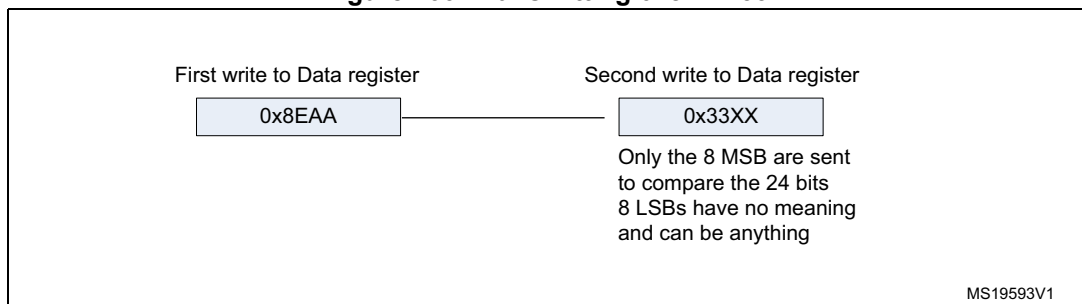 First write to Data register
Second write to Data register
0x8EAA
0x33XX
Only the 8 MSB are sent
to compare the 24 bits
8 LSBs have no meaning
and can be anything
MS19593V1